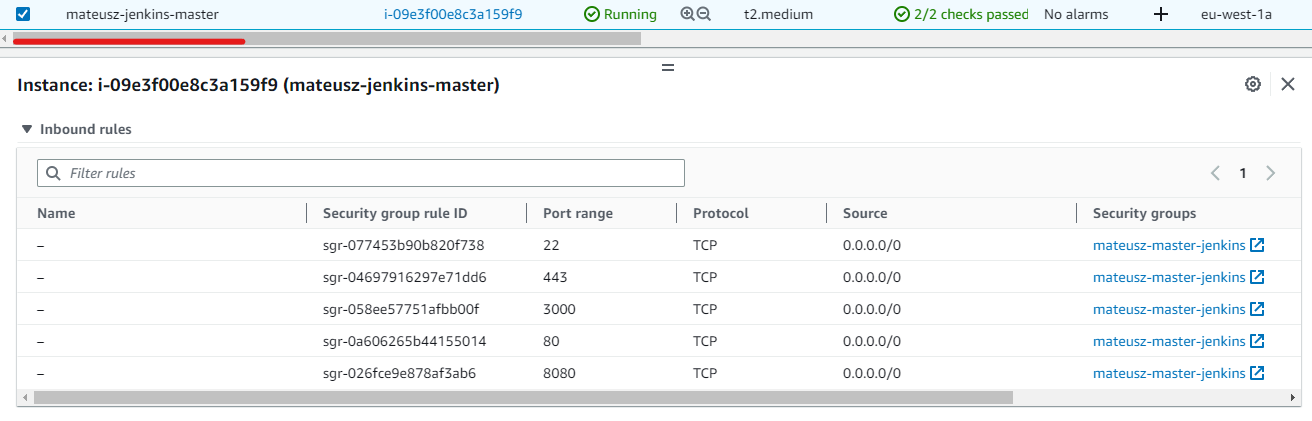 mateusz-jenkins-master i-09e3f00e8c3a159f9 Running t2.medium 2/2 checks passed No alarms eu-west-1a
Instance: i-09e3f00e8c3a159f9 (mateusz-jenkins-master)
Inbound rules
Filter rules 1
Name Security group rule ID Port range Protocol Source Security groups
– sgr-077453b90b820f738 22 TCP 0.0.0.0/0 mateusz-master-jenkins
– sgr-04697916297e71dd6 443 TCP 0.0.0.0/0 mateusz-master-jenkins
– sgr-058ee57751afbb00f 3000 TCP 0.0.0.0/0 mateusz-master-jenkins
– sgr-0a606265b44155014 80 TCP 0.0.0.0/0 mateusz-master-jenkins
– sgr-026fce9e878af3ab6 8080 TCP 0.0.0.0/0 mateusz-master-jenkins